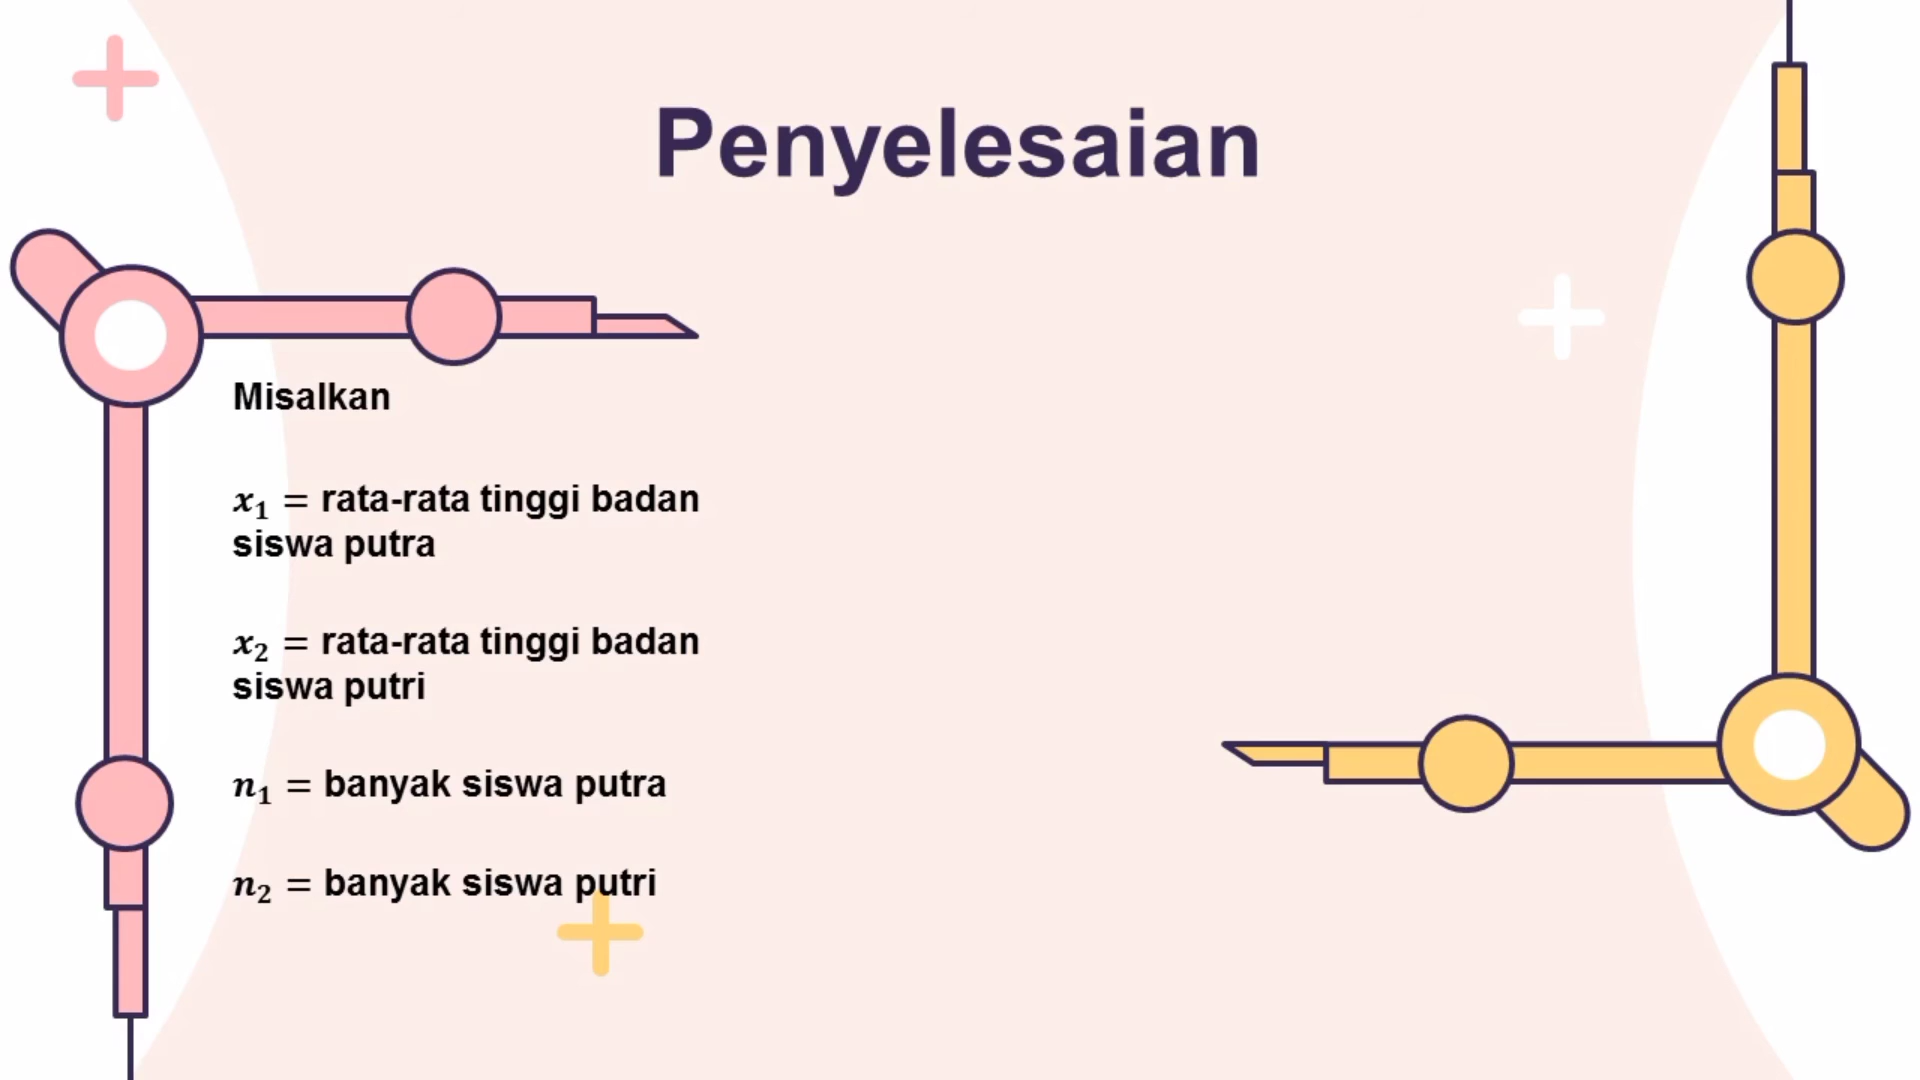 Penyelesaian
Misalkan
x₁ = rata-rata tinggi badan
siswa putra
x₂ = rata-rata tinggi badan
siswa putri
n₁ = banyak siswa putra
n₂ = banyak siswa putri